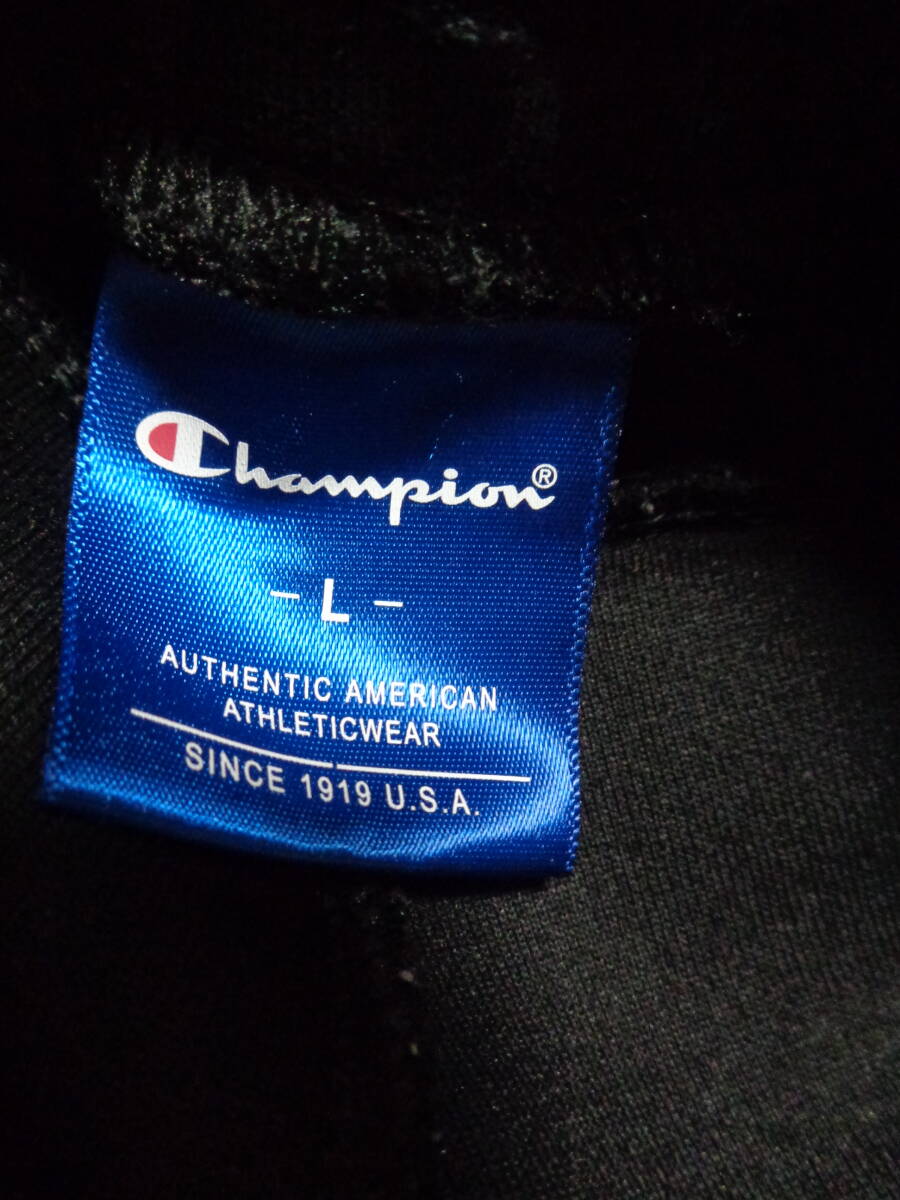 Champion®
- L -
AUTHENTIC AMERICAN
ATHLETICWEAR
SINCE 1919 U.S.A.